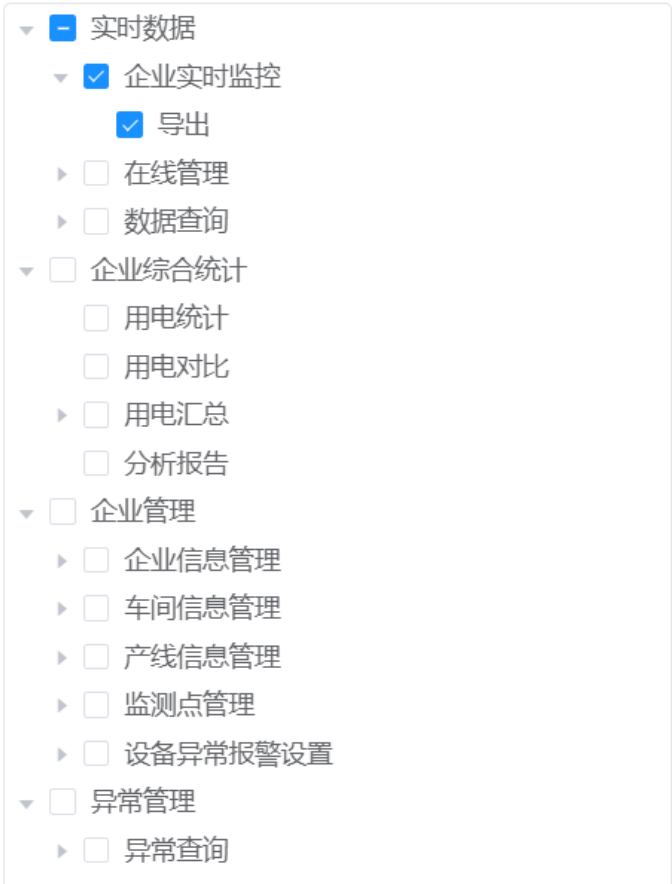 实时数据
企业实时监控
导出
在线管理
数据查询
企业综合统计
用电统计
用电对比
用电汇总
分析报告
企业管理
企业信息管理
车间信息管理
产线信息管理
监测点管理
设备异常报警设置
异常管理
异常查询